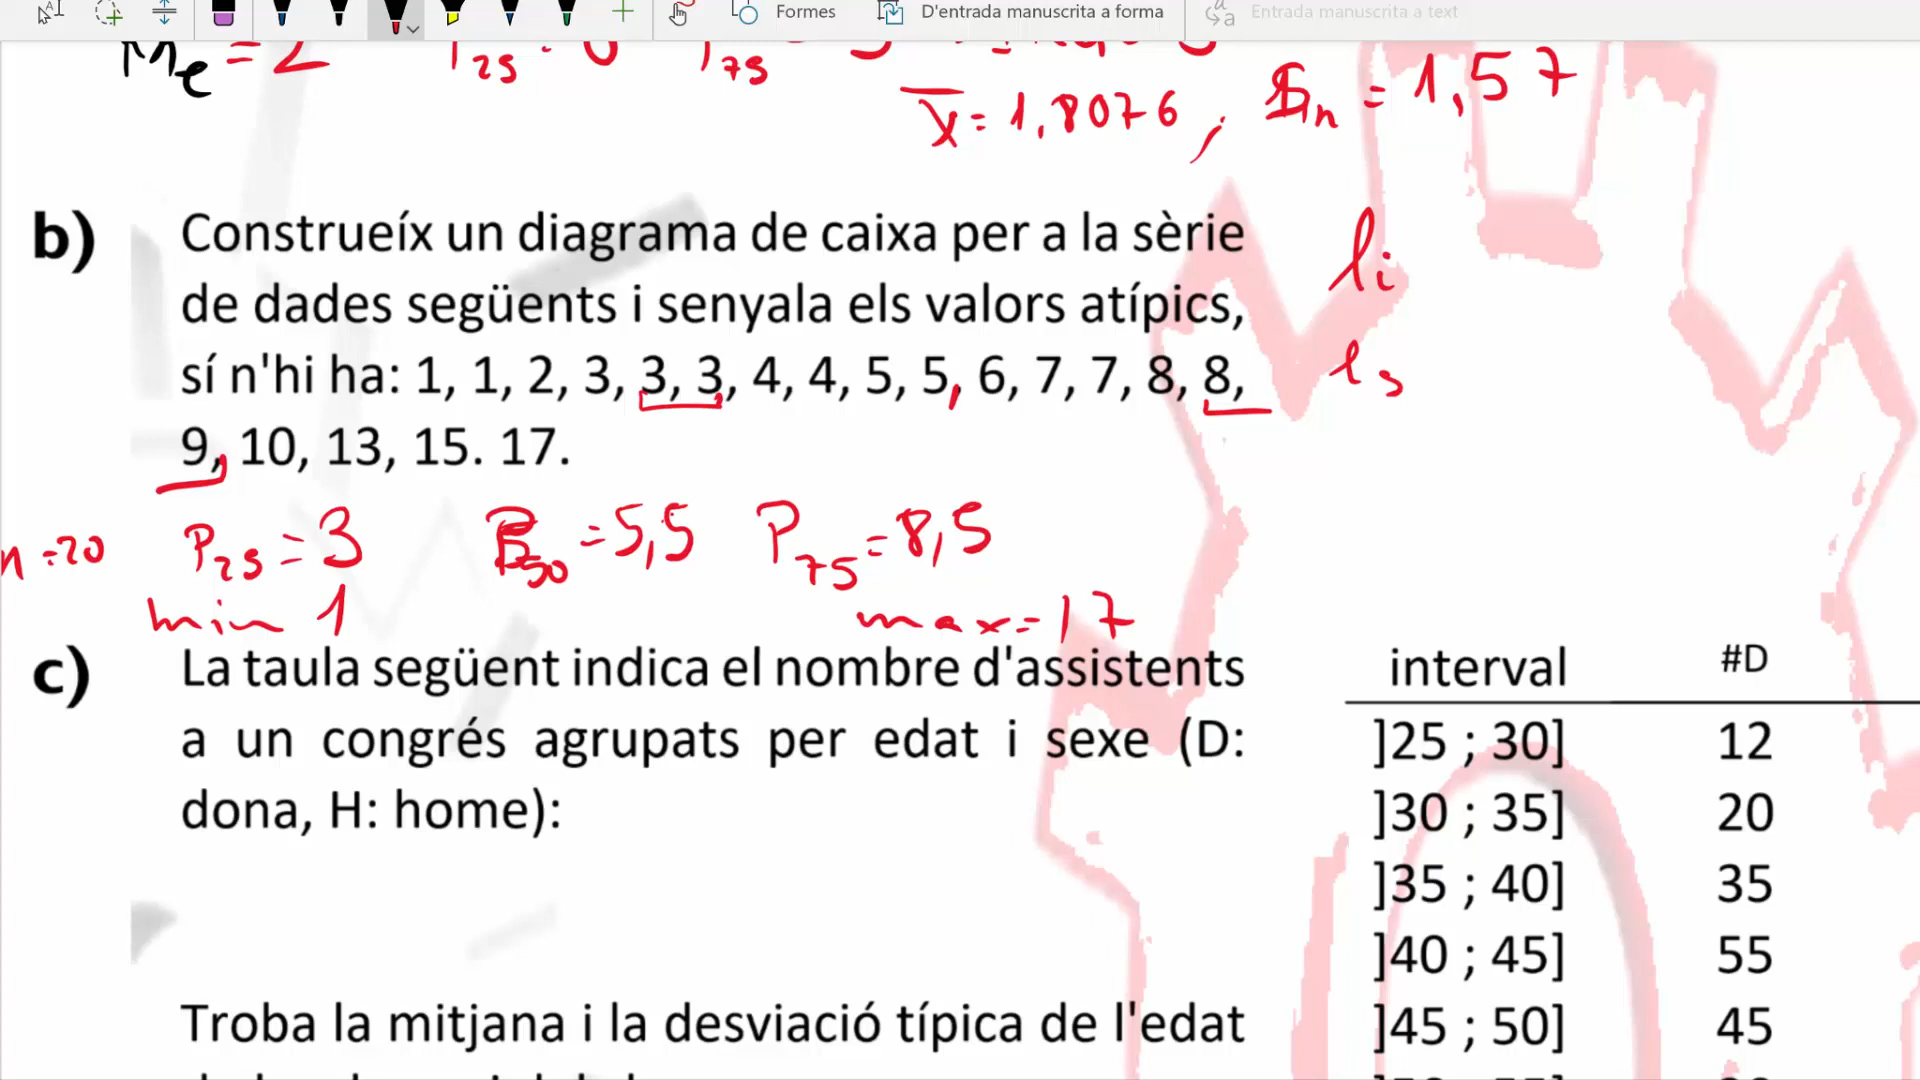 Formes D'entrada manuscrita a forma Entrada manuscrita a text
Me = 2 P25 = 0 P75 = 3
x = 1,8076 ; Sn = 1,57
b) Construeíx un diagrama de caixa per a la sèrie
de dades següents i senyala els valors atípics,
sí n'hi ha: 1, 1, 2, 3, 3, 3, 4, 4, 5, 5, 6, 7, 7, 8, 8,
9, 10, 13, 15. 17.
li
ls
n = 20 P25 = 3 P50 = 5,5 P75 = 8,5
min 1 max = 17
c) La taula següent indica el nombre d'assistents
a un congrés agrupats per edat i sexe (D:
dona, H: home):
Troba la mitjana i la desviació típica de l'edat
interval #D
]25 ; 30] 12
]30 ; 35] 20
]35 ; 40] 35
]40 ; 45] 55
]45 ; 50] 45